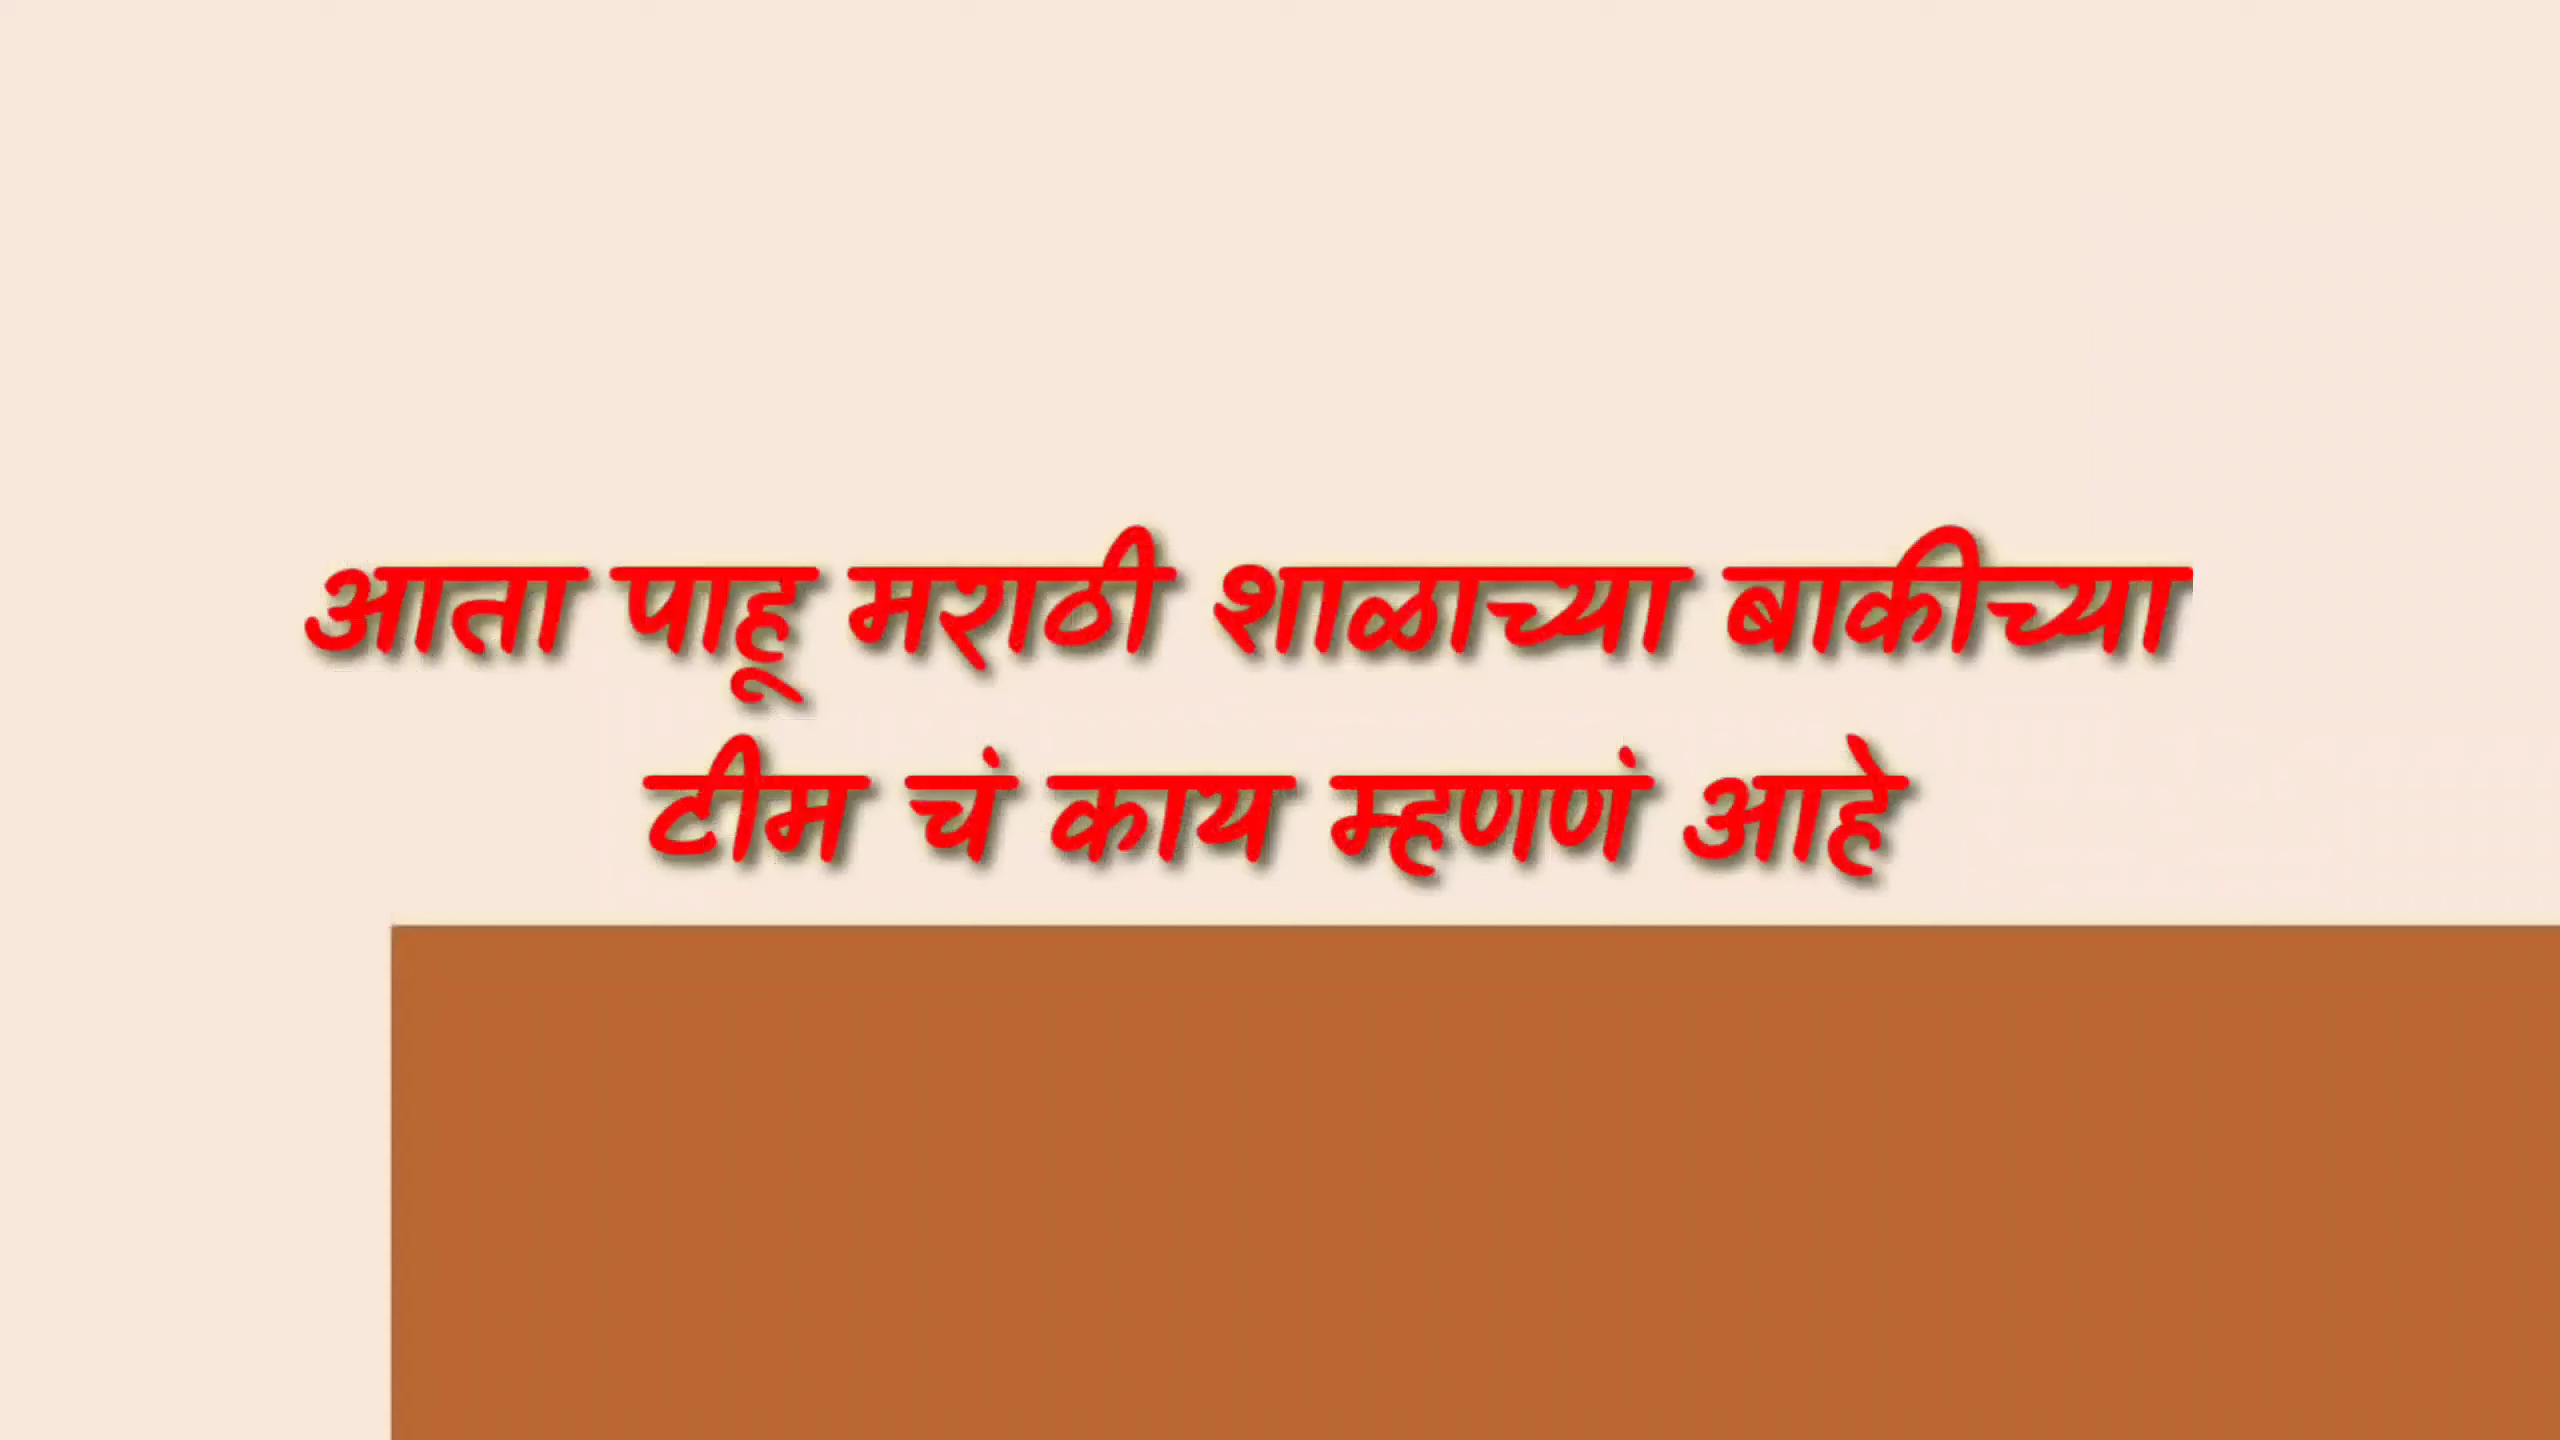 आता पाहू मराठी शाळाच्या बाकीच्या
टीम चं काय म्हणणं आहे